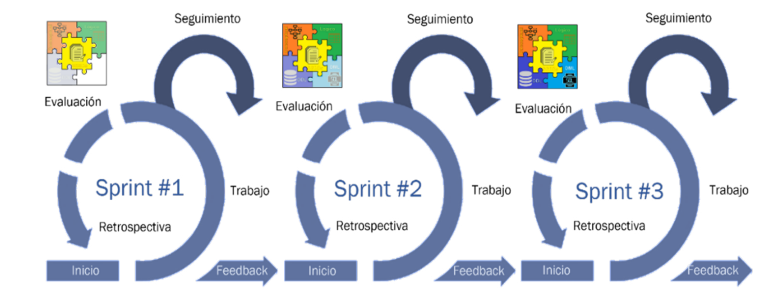 Seguimiento
Seguimiento
Seguimiento
Evaluación
Evaluación
Evaluación
Sprint #1
Sprint #2
Sprint #3
Trabajo
Trabajo
Trabajo
Retrospectiva
Retrospectiva
Retrospectiva
Inicio
Feedback
Inicio
Feedback
Inicio
Feedback